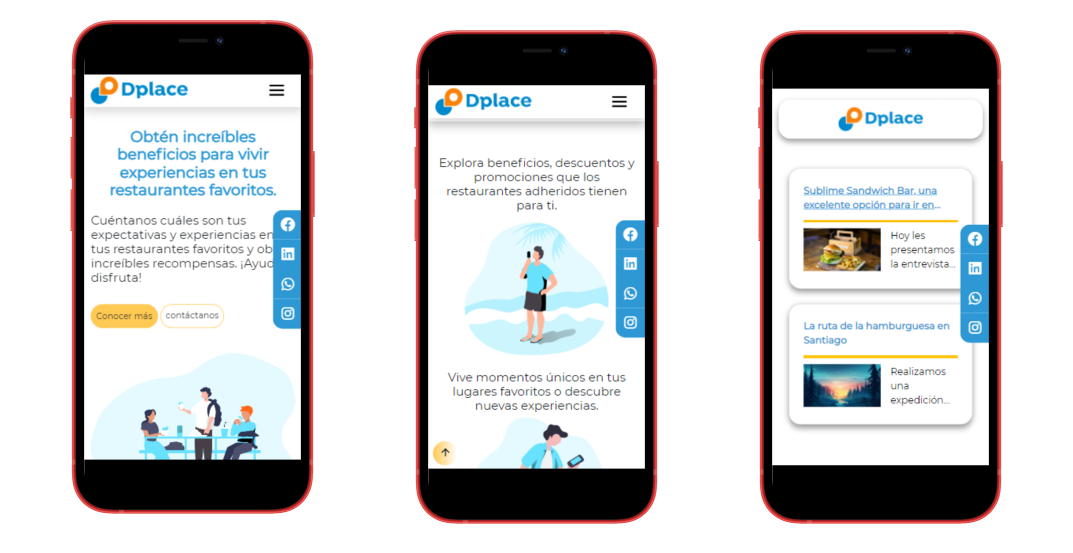 Dplace
Obtén increíbles
beneficios para vivir
experiencias en tus
restaurantes favoritos.
Cuéntanos cuáles son tus
expectativas y experiencias en
tus restaurantes favoritos y ob
increíbles recompensas. ¡Ayud
disfruta!
Conocer más
contáctanos
Dplace
Explora beneficios, descuentos y
promociones que los
restaurantes adheridos tienen
para ti.
Vive momentos únicos en tus
lugares favoritos o descubre
nuevas experiencias.
Dplace
Sublime Sandwich Bar, una
excelente opción para ir en...
Hoy les
presentamos
la entrevista...
La ruta de la hamburguesa en
Santiago
Realizamos
una
expedición...